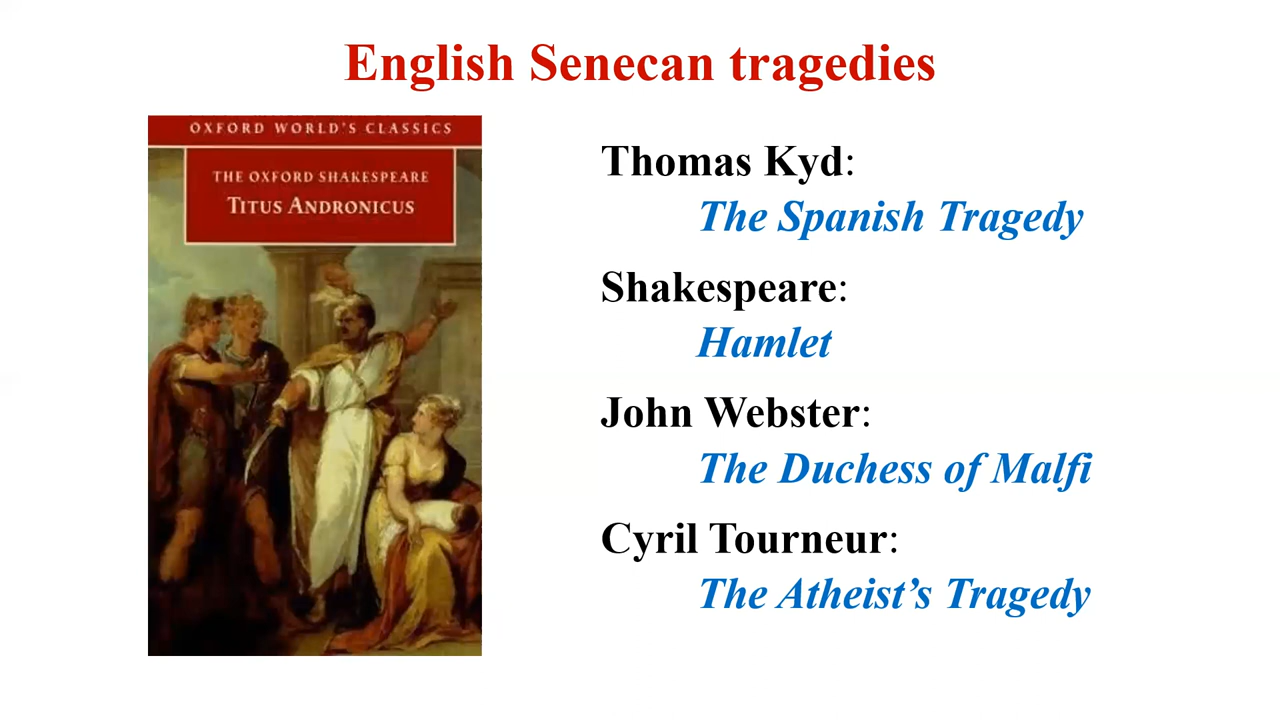 English Senecan tragedies
OXFORD WORLD'S CLASSICS
THE OXFORD SHAKESPEARE
TITUS ANDRONICUS
Thomas Kyd:
The Spanish Tragedy
Shakespeare:
Hamlet
John Webster:
The Duchess of Malfi
Cyril Tourneur:
The Atheist’s Tragedy